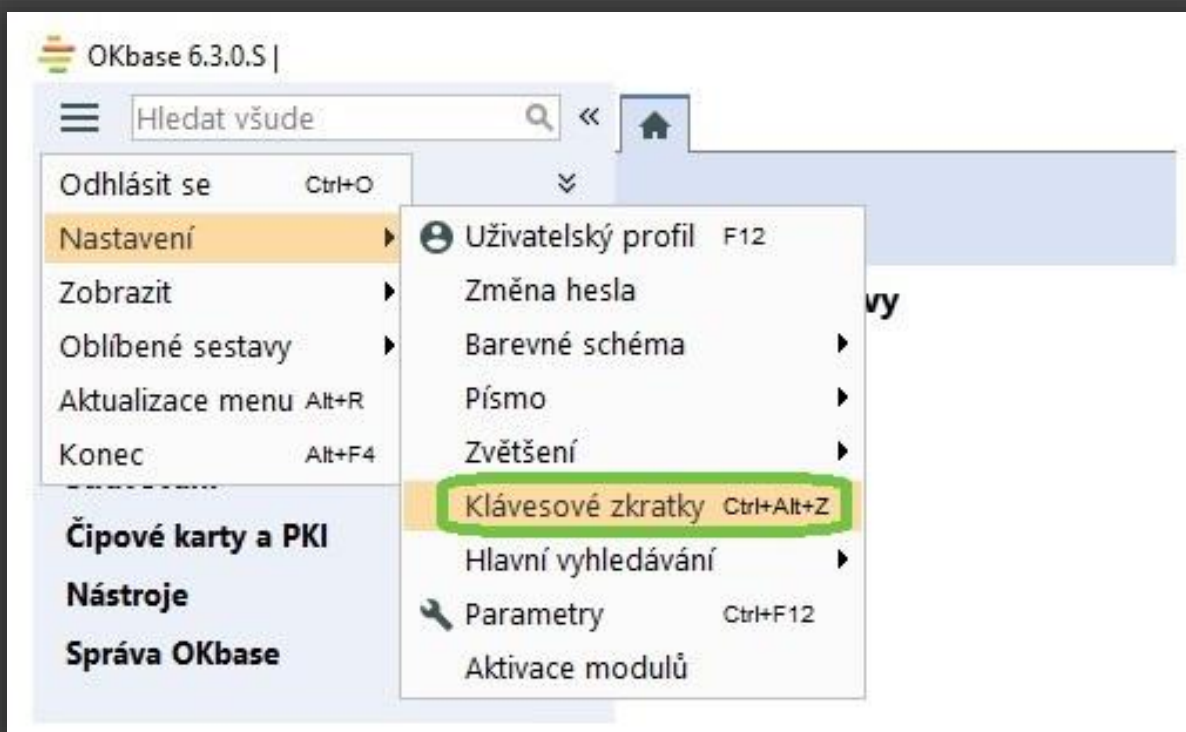 OKbase 6.3.0.S |
Hledat všude
Odhlásit se Ctrl+O
Nastavení
Zobrazit
Oblíbené sestavy
Aktualizace menu Alt+R
Konec Alt+F4
Uživatelský profil F12
Změna hesla
Barevné schéma
Písmo
Zvětšení
Klávesové zkratky Ctrl+Alt+Z
Hlavní vyhledávání
Parametry Ctrl+F12
Aktivace modulů
vy
Čipové karty a PKI
Nástroje
Správa OKbase